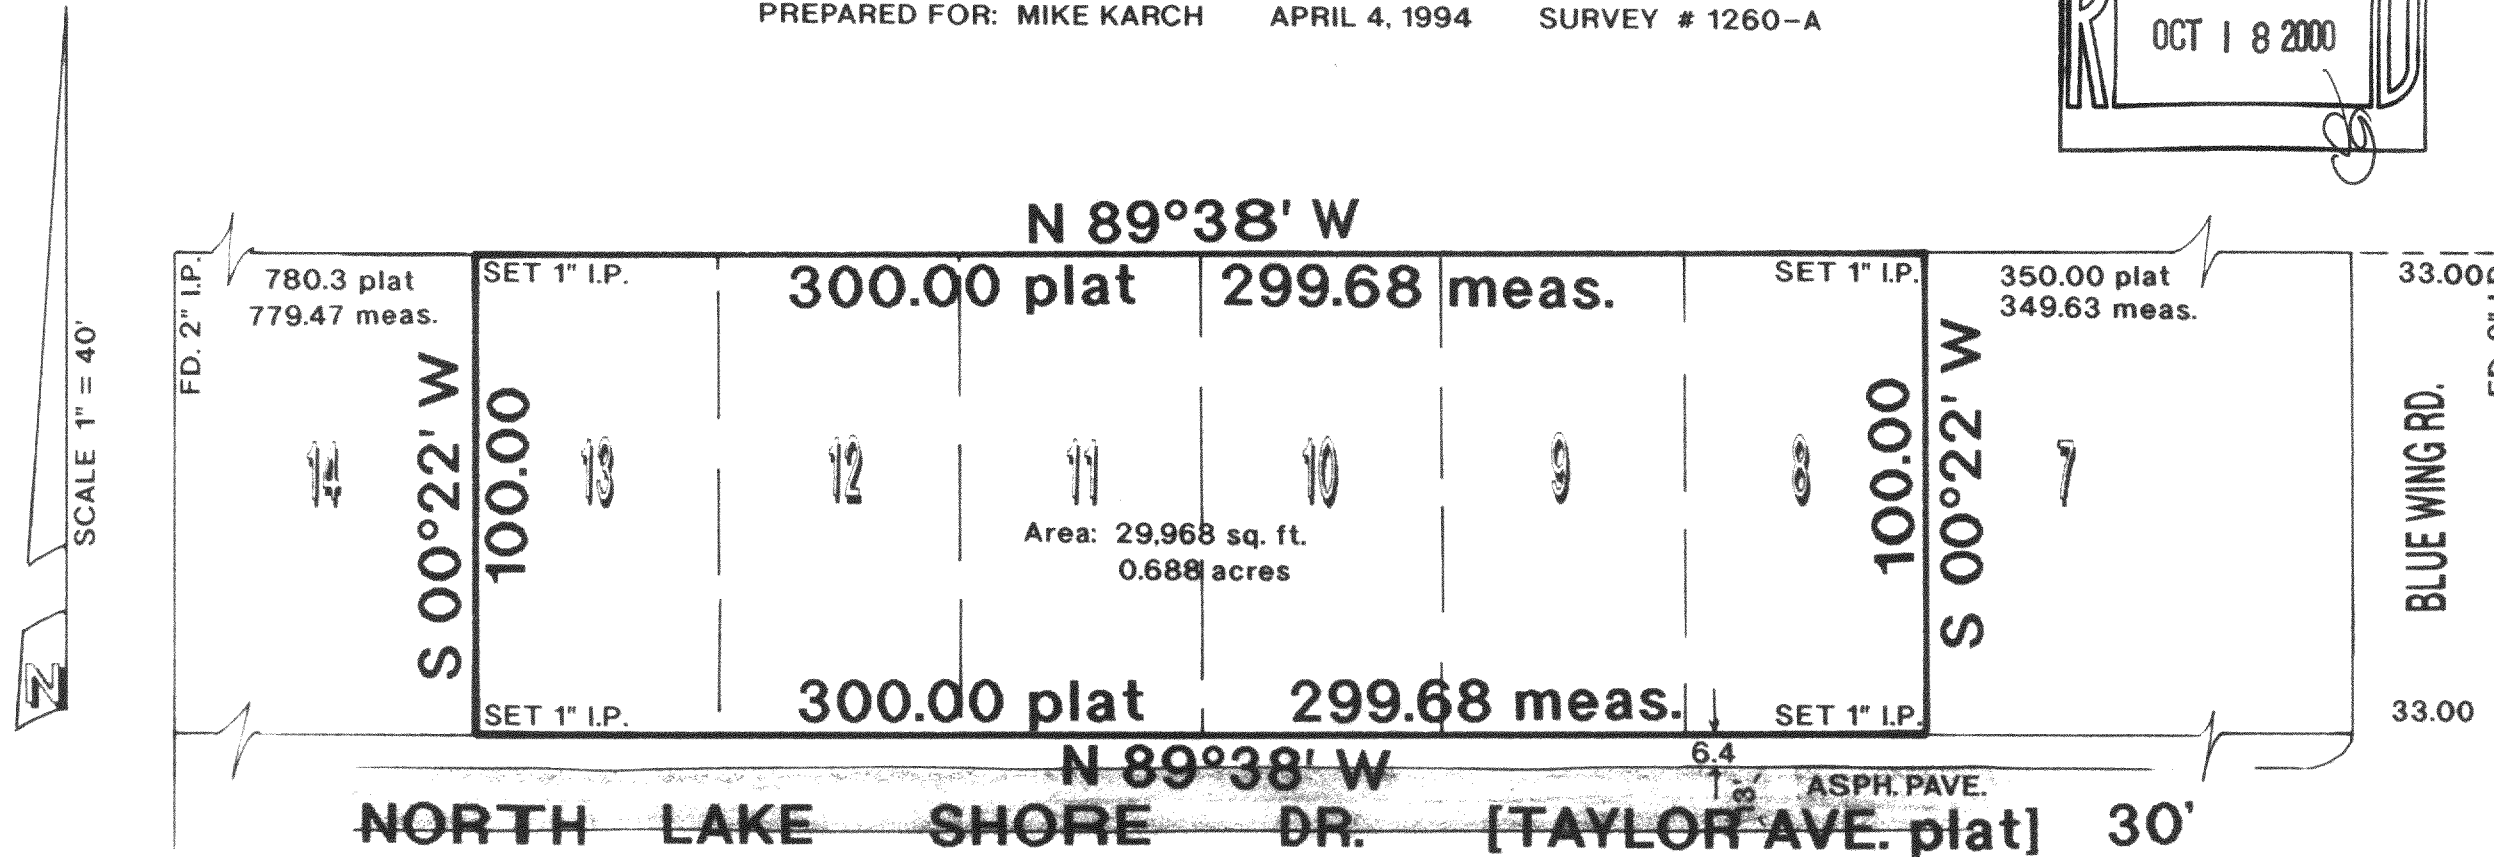 PREPARED FOR: MIKE KARCH APRIL 4, 1994 SURVEY # 1260-A
OCT 18 2000
N 89°38' W
SET 1" I.P. 300.00 plat 299.68 meas. SET 1" I.P.
780.3 plat
779.47 meas.
350.00 plat
349.63 meas.
33.00
FD. 2" I.P.
SCALE 1" = 40'
S 00°22' W
100.00
100.00
S 00°22' W
BLUE WING RD.
14 13 12 11 10 9 8 7
Area: 29,968 sq. ft.
0.688 acres
N
SET 1" I.P. 300.00 plat 299.68 meas. SET 1" I.P.
33.00
N 89°38' W
6.4
13'
ASPH. PAVE.
NORTH LAKE SHORE DR. [TAYLOR AVE. plat] 30'